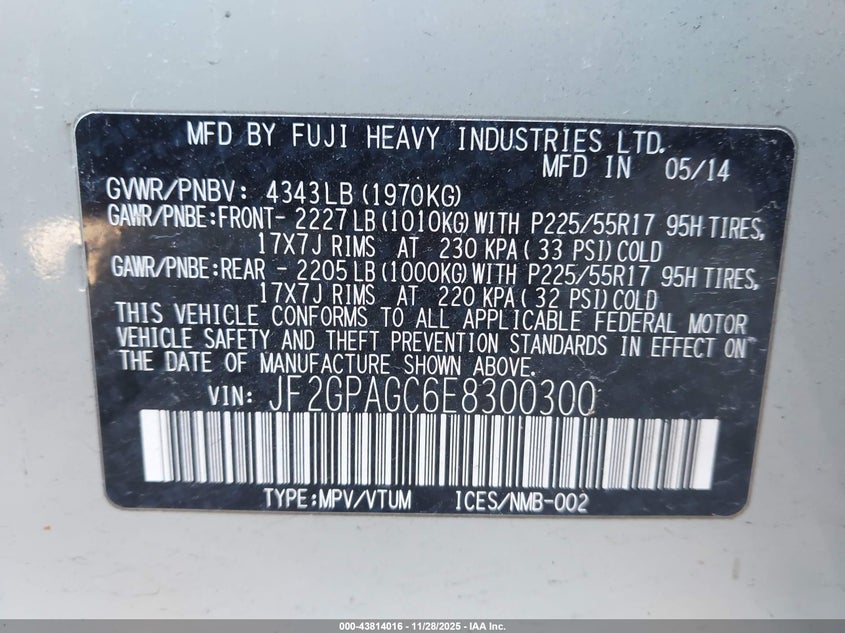 MFD BY FUJI HEAVY INDUSTRIES LTD.
MFD IN 05/14
GVWR/PNBV: 4343LB(1970KG)
GAWR/PNBE:FRONT- 2227LB(1010KG)WITH P225/55R17 95H TIRES,
17X7J RIMS AT 230 KPA( 33 PSI)COLD
GAWR/PNBE:REAR - 2205LB(1000KG)WITH P225/55R17 95H TIRES,
17X7J RIMS AT 220 KPA( 32 PSI)COLD
THIS VEHICLE CONFORMS TO ALL APPLICABLE FEDERAL MOTOR
VEHICLE SAFETY AND THEFT PREVENTION STANDARDS IN EFFECT ON
THE DATE OF MANUFACTURE SHOWN ABOVE.
VIN: JF2GPAGC6E8300300
TYPE:MPV/VTUM ICES/NMB-002
000-43814016 — 11/28/2025 — IAA Inc.